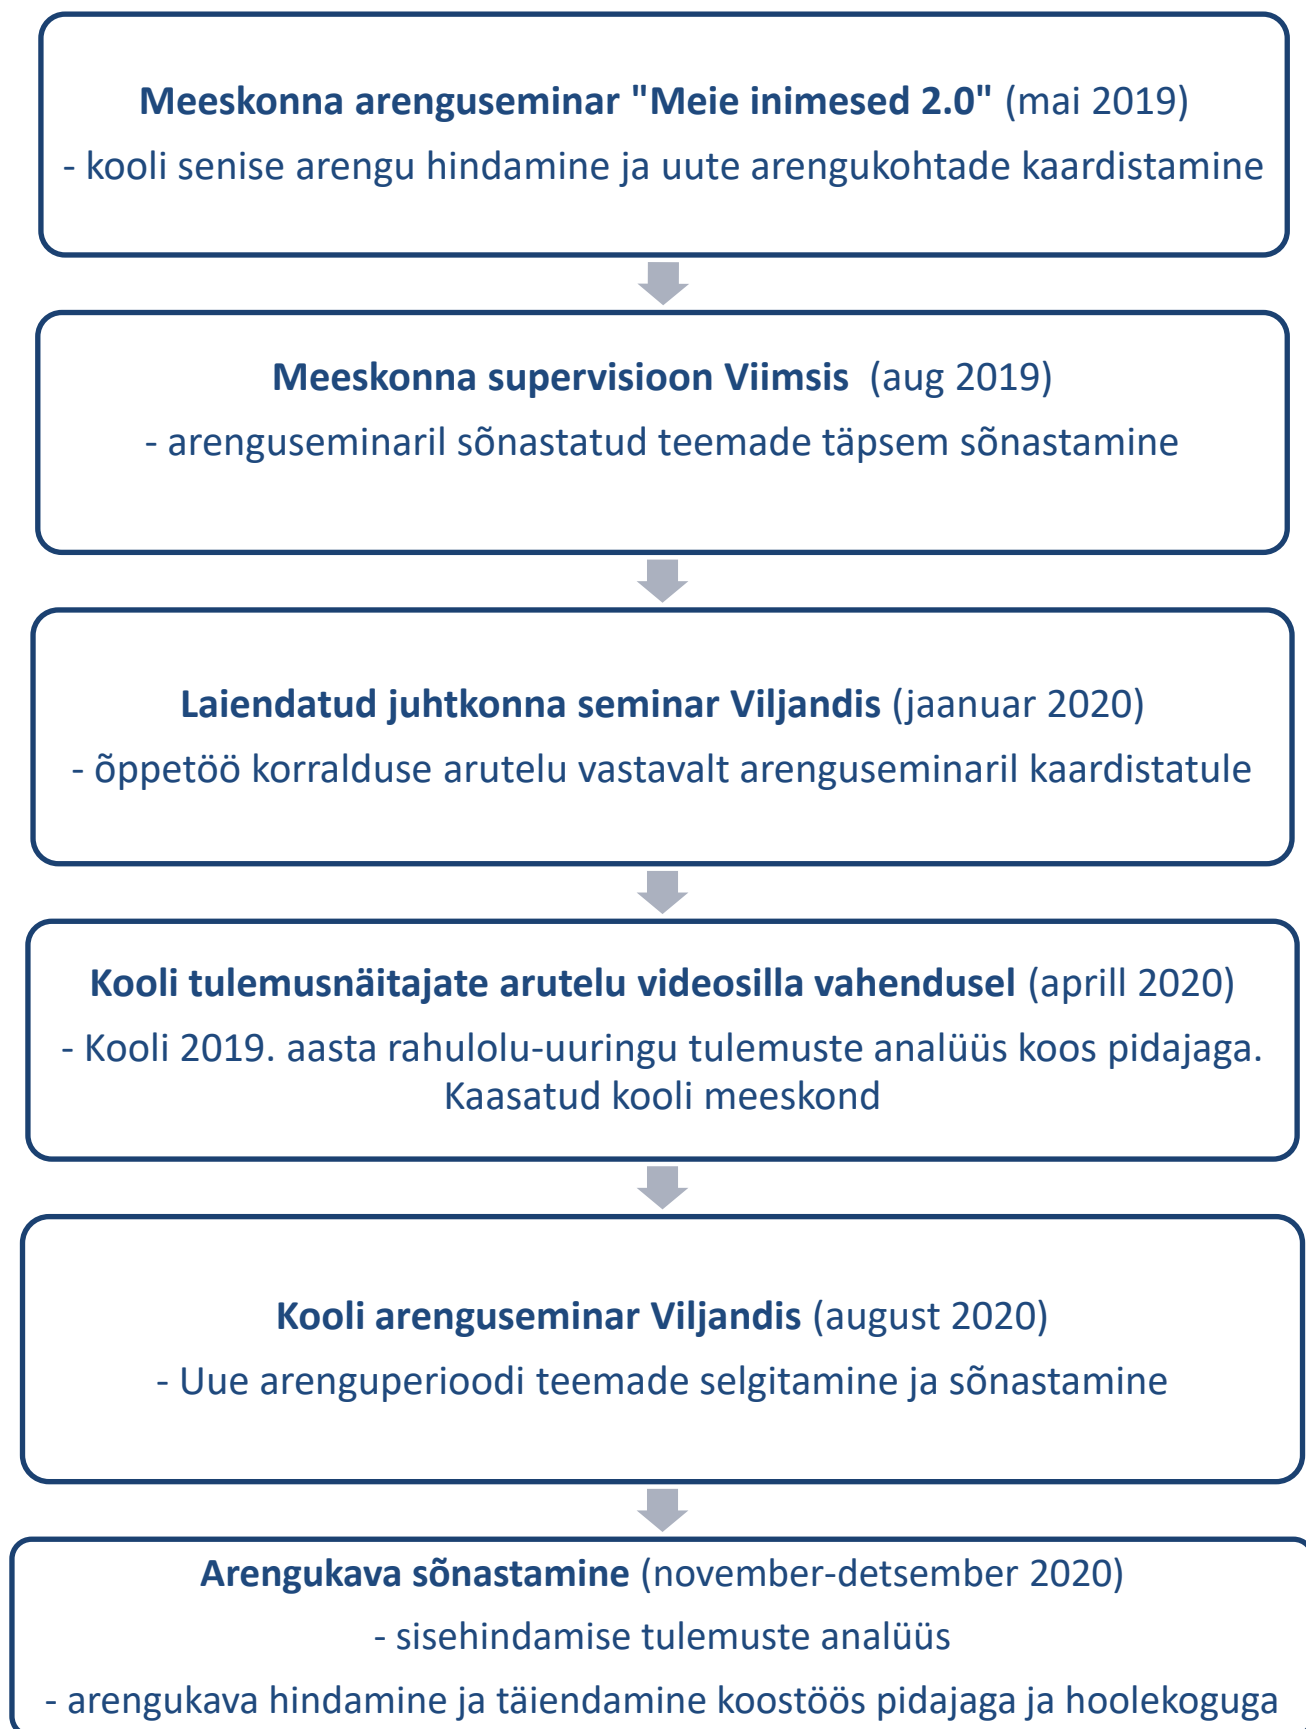 Meeskonna arenguseminar "Meie inimesed 2.0" (mai 2019)
- kooli senise arengu hindamine ja uute arengukohtade kaardistamine
Meeskonna supervisioon Viimsis (aug 2019)
- arenguseminaril sõnastatud teemade täpsem sõnastamine
Laiendatud juhtkonna seminar Viljandis (jaanuar 2020)
- õppetöö korralduse arutelu vastavalt arenguseminaril kaardistatule
Kooli tulemusnäitajate arutelu videosilla vahendusel (aprill 2020)
- Kooli 2019. aasta rahulolu-uuringu tulemuste analüüs koos pidajaga.
Kaasatud kooli meeskond
Kooli arenguseminar Viljandis (august 2020)
- Uue arenguperioodi teemade selgitamine ja sõnastamine
Arengukava sõnastamine (november-detsember 2020)
- sisehindamise tulemuste analüüs
- arengukava hindamine ja täiendamine koostöös pidajaga ja hoolekoguga